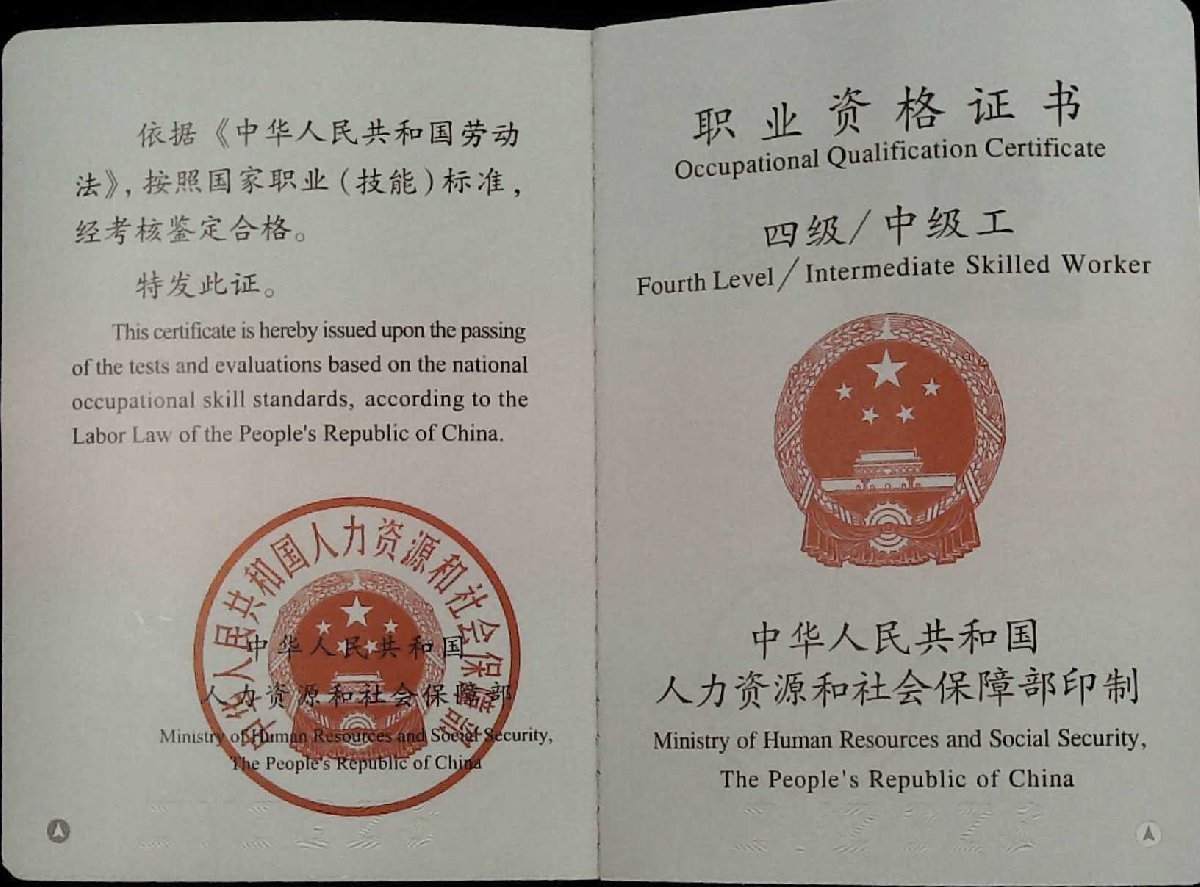 依据《中华人民共和国劳动
法》，按照国家职业（技能）标准，
经考核鉴定合格。
特发此证。
This certificate is hereby issued upon the passing
of the tests and evaluations based on the national
occupational skill standards, according to the
Labor Law of the People's Republic of China.
中华人民共和国人力资源和社会保障部
中华人民共和国
人力资源和社会保障部
Ministry of Human Resources and Social Security,
The People's Republic of China
职业资格证书
Occupational Qualification Certificate
四级/中级工
Fourth Level/Intermediate Skilled Worker
中华人民共和国
人力资源和社会保障部印制
Ministry of Human Resources and Social Security,
The People's Republic of China